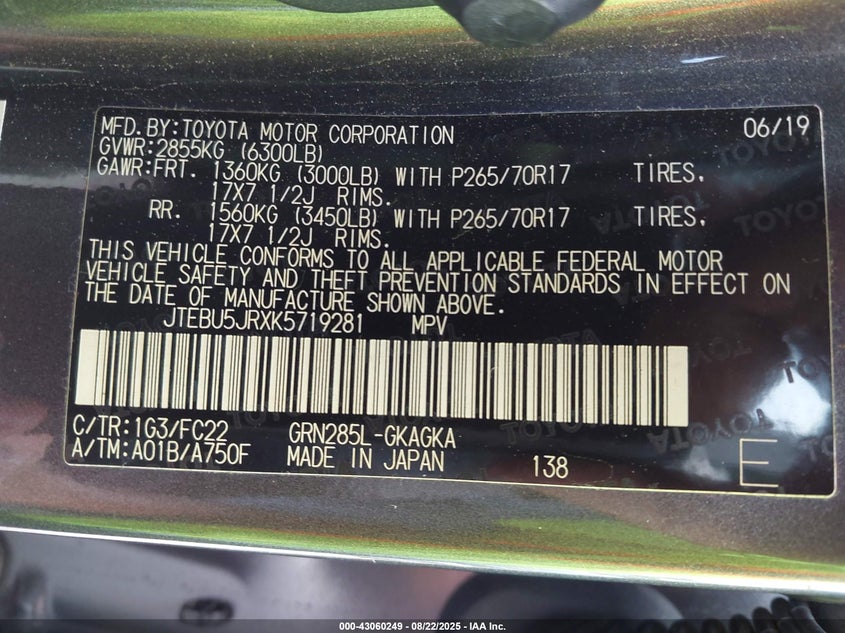 MFD.BY:TOYOTA MOTOR CORPORATION 06/19
GVWR:2855KG (6300LB)
GAWR:FRT. 1360KG (3000LB) WITH P265/70R17 TIRES,
17X7 1/2J RIMS.
RR. 1560KG (3450LB) WITH P265/70R17 TIRES,
17X7 1/2J RIMS.
THIS VEHICLE CONFORMS TO ALL APPLICABLE FEDERAL MOTOR
VEHICLE SAFETY AND THEFT PREVENTION STANDARDS IN EFFECT ON
THE DATE OF MANUFACTURE SHOWN ABOVE.
JTEBU5JRXK5719281 MPV
C/TR:1G3/FC22 GRN285L-GKAGKA
A/TM:A01B/A750F MADE IN JAPAN 138 E
000-43060249 - 08/22/2025 - IAA Inc.